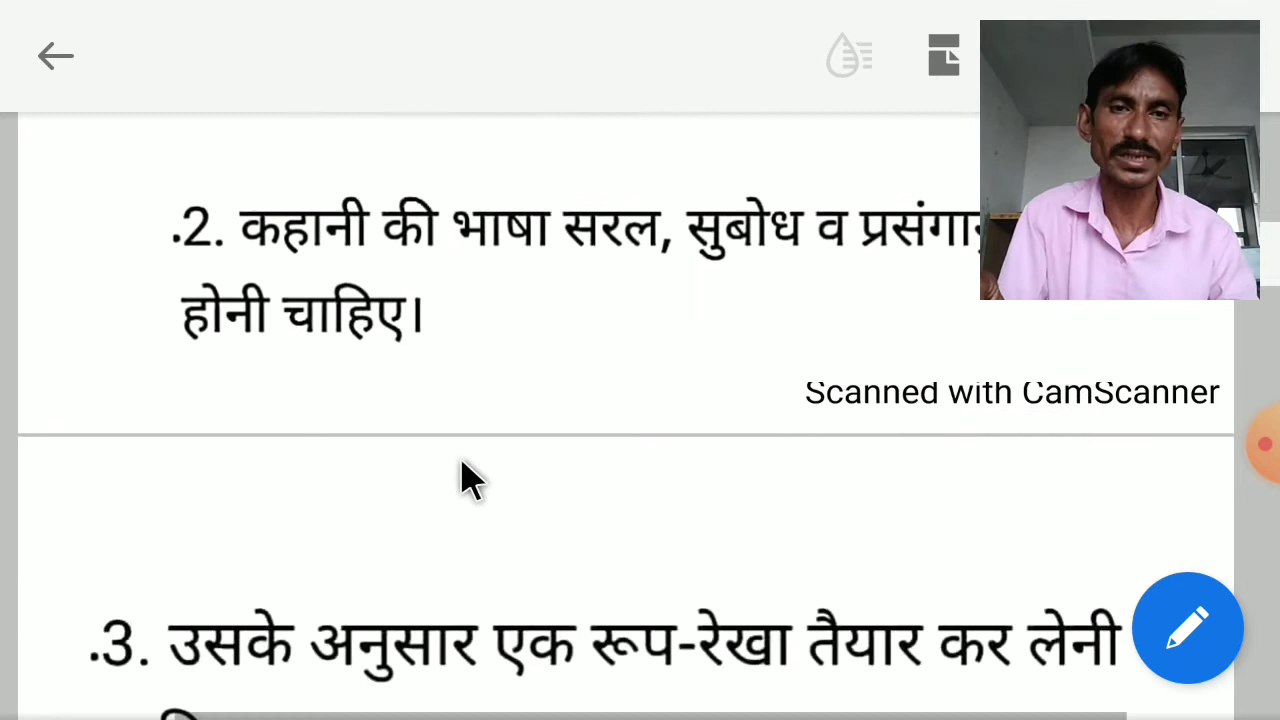 .2. कहानी की भाषा सरल, सुबोध व
होनी चाहिए।
Scanned with CamScanner
.3. उसके अनुसार एक रूप-रेखा तैयार कर लेनी